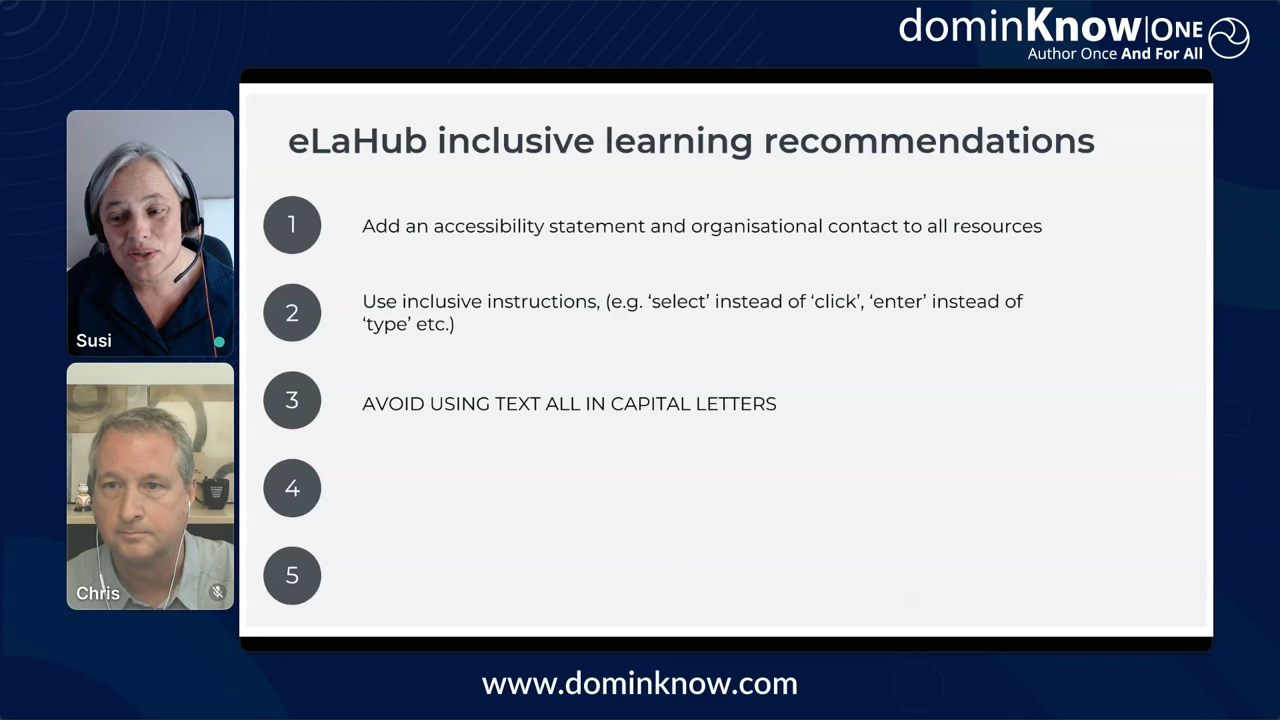 dominKnow|ONE
Author Once And For All
eLaHub inclusive learning recommendations
1
Add an accessibility statement and organisational contact to all resources
2
Use inclusive instructions, (e.g. ‘select’ instead of ‘click’, ‘enter’ instead of
‘type’ etc.)
3
AVOID USING TEXT ALL IN CAPITAL LETTERS
4
5
Susi
Chris
www.dominknow.com